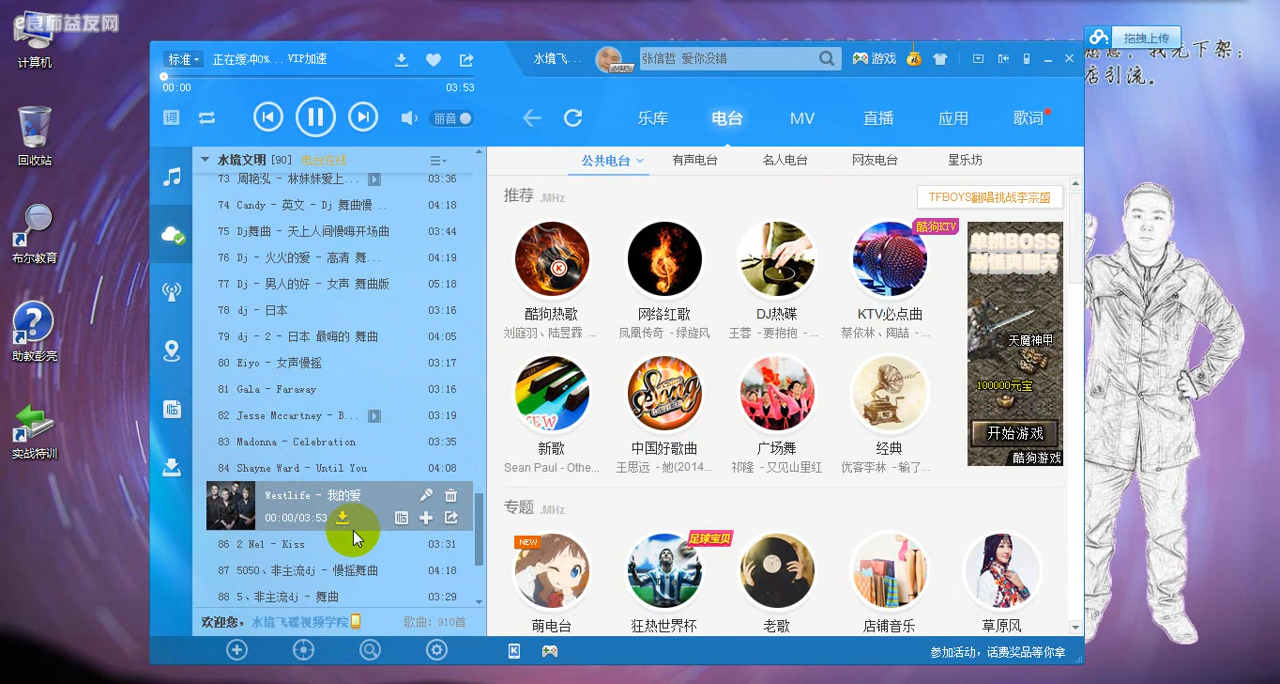 e良师益友网
计算机
回收站
布尔教育
助教彭亮
实战特训
标准
正在缓冲0%... VIP加速
00:00
03:53
词
丽音
水境飞...
VIP
张信哲 爱你没错
游戏
拖拽上传
我先下架;
店引流。
乐库
电台
MV
直播
应用
歌词
水境文明 [90] 电台在线
73 周艳泓 - 林妹妹爱上... 03:36
74 Candy - 英文 - Dj 舞曲慢... 04:18
75 Dj舞曲 - 天上人间慢嗨开场曲 03:44
76 Dj - 火火的爱 - 高清 舞... 04:19
77 Dj - 男人的好 - 女声 舞曲版 05:18
78 dj - 日本 03:16
79 dj - 2 - 日本 最嗨的 舞曲 04:05
80 Eiyo - 女声慢摇 03:17
81 Gala - Faraway 03:16
82 Jesse Mccartney - B... 03:19
83 Madonna - Celebration 03:35
84 Shayne Ward - Until You 04:08
Westlife - 我的爱
00:00/03:53
86 2 Ne1 - Kiss 03:31
87 5050、非主流dj - 慢摇舞曲 04:18
88 5、非主流dj - 舞曲 03:29
欢迎您, 水境飞碟视频学院 歌曲: 910首
公共电台
有声电台
名人电台
网友电台
星乐坊
推荐 .MHz
TFBOYS翻唱挑战李宗盛
酷狗KTV
酷狗热歌
网络红歌
DJ热碟
KTV必点曲
刘庭羽、陆昱霖 ...
凤凰传奇 - 绿旋风
王蓉 - 要抱抱 - ...
蔡依林、陶喆 - ...
NEW
新歌
中国好歌曲
广场舞
经典
Sean Paul - Othe...
王思远 - 她(2014...
祁隆 - 又见山里红
优客李林 - 输了...
单挑BOSS
天魔神甲
100000元宝
开始游戏
酷狗游戏
专题 .MHz
NEW
足球宝贝
萌电台
狂热世界杯
老歌
店铺音乐
草原风
参加活动，话费奖品等你拿